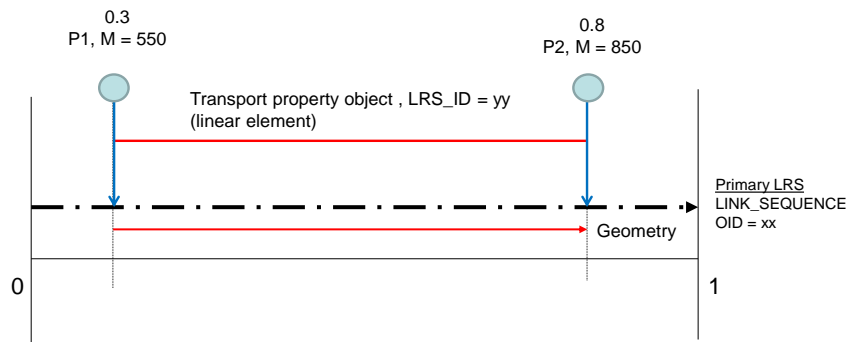 0.3
P1, M = 550
0.8
P2, M = 850
Transport property object , LRS_ID = yy
(linear element)
Primary LRS
LINK_SEQUENCE
OID = xx
Geometry
0
1